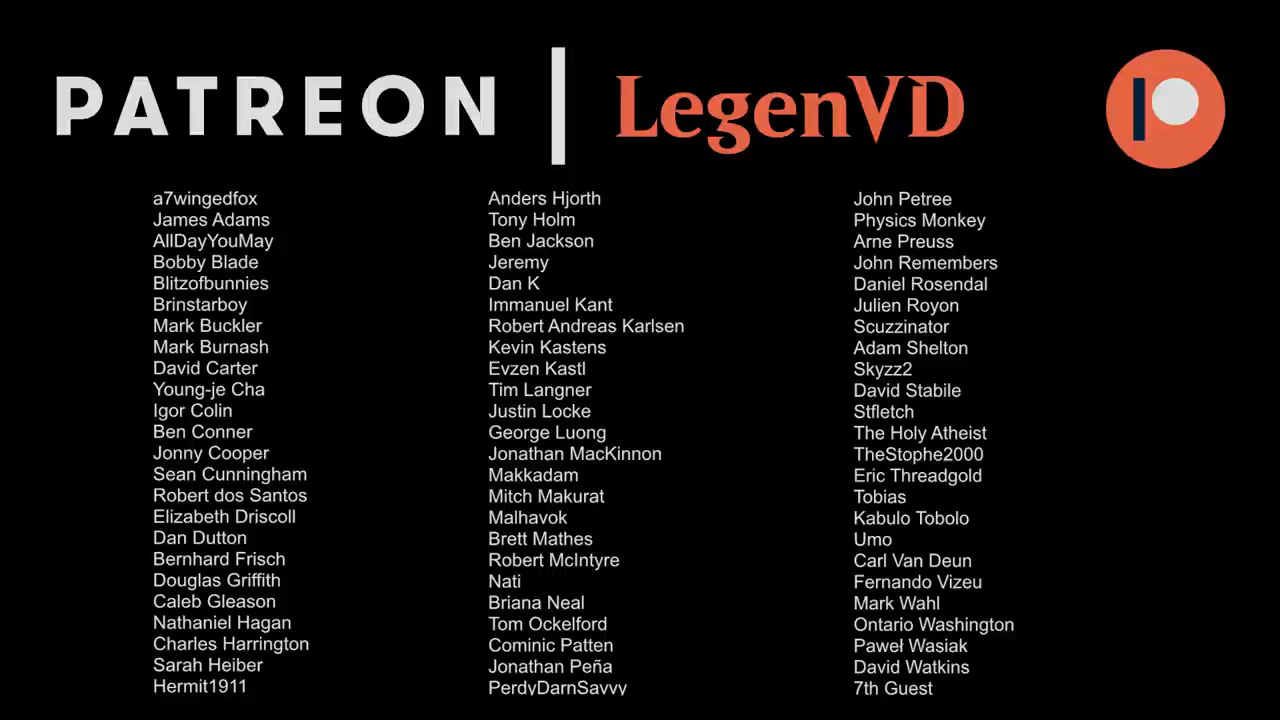 PATREON | LegenVD
a7wingedfox
James Adams
AllDayYouMay
Bobby Blade
Blitzofbunnies
Brinstarboy
Mark Buckler
Mark Burnash
David Carter
Young-je Cha
Igor Colin
Ben Conner
Jonny Cooper
Sean Cunningham
Robert dos Santos
Elizabeth Driscoll
Dan Dutton
Bernhard Frisch
Douglas Griffith
Caleb Gleason
Nathaniel Hagan
Charles Harrington
Sarah Heiber
Hermit1911
Anders Hjorth
Tony Holm
Ben Jackson
Jeremy
Dan K
Immanuel Kant
Robert Andreas Karlsen
Kevin Kastens
Evzen Kastl
Tim Langner
Justin Locke
George Luong
Jonathan MacKinnon
Makkadam
Mitch Makurat
Malhavok
Brett Mathes
Robert McIntyre
Nati
Briana Neal
Tom Ockelford
Cominic Patten
Jonathan Peña
PerdyDarnSavvy
John Petree
Physics Monkey
Arne Preuss
John Remembers
Daniel Rosendal
Julien Royon
Scuzzinator
Adam Shelton
Skyzz2
David Stabile
Stfletch
The Holy Atheist
TheStophe2000
Eric Threadgold
Tobias
Kabulo Tobolo
Umo
Carl Van Deun
Fernando Vizeu
Mark Wahl
Ontario Washington
Paweł Wasiak
David Watkins
7th Guest